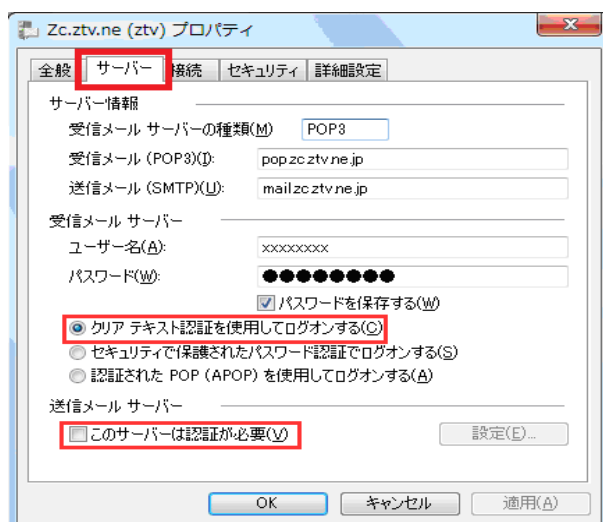 Zc.ztv.ne (ztv) プロパティ
全般 サーバー 接続 セキュリティ 詳細設定
サーバー情報
受信メール サーバーの種類(M) POP3
受信メール (POP3)(I): pop.zc.ztv.ne.jp
送信メール (SMTP)(U): mail.zc.ztv.ne.jp
受信メール サーバー
ユーザー名(A): xxxxxxxx
パスワード(W): ●●●●●●●●
パスワードを保存する(W)
クリア テキスト認証を使用してログオンする(C)
セキュリティで保護されたパスワード認証でログオンする(S)
認証された POP (APOP) を使用してログオンする(A)
送信メール サーバー
このサーバーは認証が必要(V) 設定(E)...
OK キャンセル 適用(A)